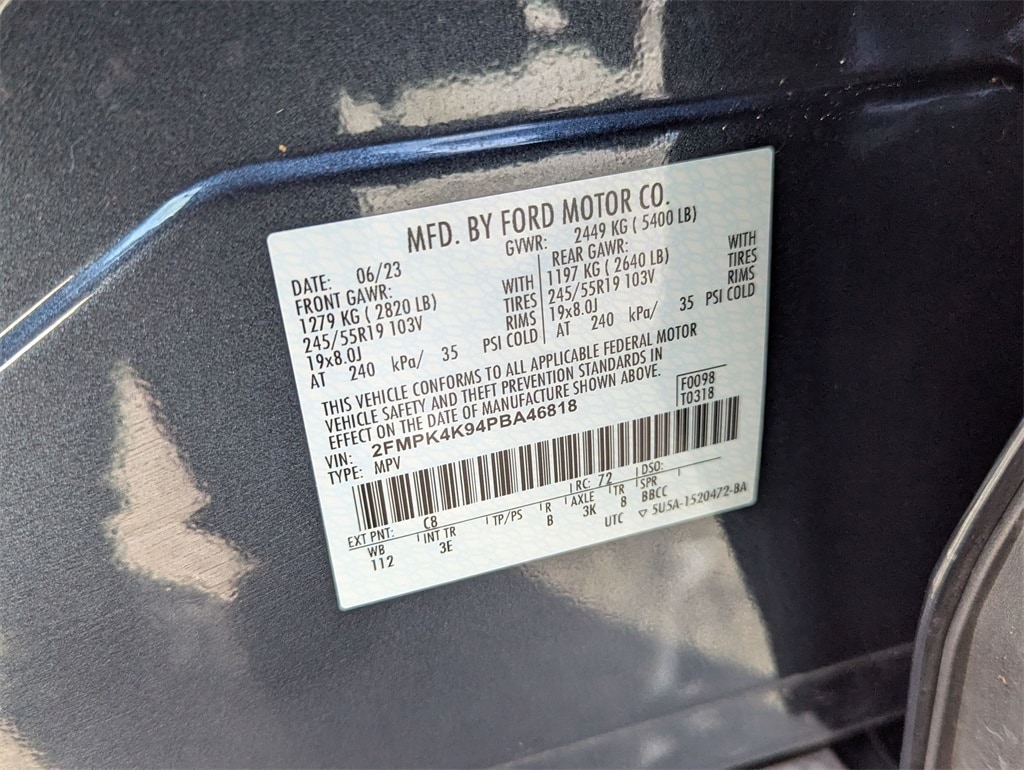 MFD. BY FORD MOTOR CO.
DATE: 06/23 GVWR: 2449 KG ( 5400 LB)
FRONT GAWR: WITH
1279 KG ( 2820 LB) TIRES
245/55R19 103V RIMS
19x8.0J PSI COLD
AT 240 kPa/ 35
REAR GAWR: WITH
1197 KG ( 2640 LB) TIRES
245/55R19 103V RIMS
19x8.0J PSI COLD
AT 240 kPa/ 35
THIS VEHICLE CONFORMS TO ALL APPLICABLE FEDERAL MOTOR
VEHICLE SAFETY AND THEFT PREVENTION STANDARDS IN
EFFECT ON THE DATE OF MANUFACTURE SHOWN ABOVE.
F0098
T0318
VIN: 2FMPK4K94PBA46818
TYPE: MPV
EXT PNT: C8 RC: 72 DSO:
WB INT TR TP/PS R AXLE TR SPR
112 3E B 3K 8 BBCC
UTC ▽ 5U5A-1520472-BA